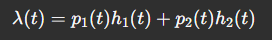 λ(t) = p₁(t)h₁(t) + p₂(t)h₂(t)